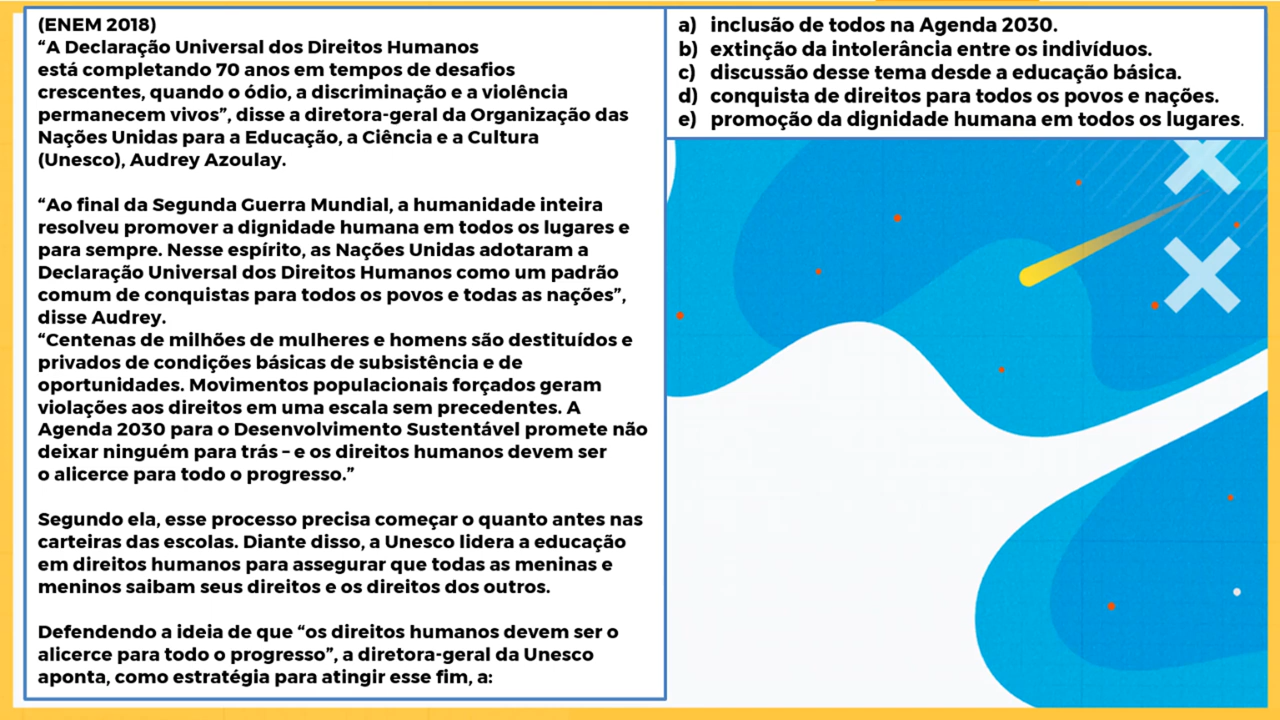 (ENEM 2018)
“A Declaração Universal dos Direitos Humanos
está completando 70 anos em tempos de desafios
crescentes, quando o ódio, a discriminação e a violência
permanecem vivos”, disse a diretora-geral da Organização das
Nações Unidas para a Educação, a Ciência e a Cultura
(Unesco), Audrey Azoulay.
“Ao final da Segunda Guerra Mundial, a humanidade inteira
resolveu promover a dignidade humana em todos os lugares e
para sempre. Nesse espírito, as Nações Unidas adotaram a
Declaração Universal dos Direitos Humanos como um padrão
comum de conquistas para todos os povos e todas as nações”,
disse Audrey.
“Centenas de milhões de mulheres e homens são destituídos e
privados de condições básicas de subsistência e de
oportunidades. Movimentos populacionais forçados geram
violações aos direitos em uma escala sem precedentes. A
Agenda 2030 para o Desenvolvimento Sustentável promete não
deixar ninguém para trás – e os direitos humanos devem ser
o alicerce para todo o progresso.”
Segundo ela, esse processo precisa começar o quanto antes nas
carteiras das escolas. Diante disso, a Unesco lidera a educação
em direitos humanos para assegurar que todas as meninas e
meninos saibam seus direitos e os direitos dos outros.
Defendendo a ideia de que “os direitos humanos devem ser o
alicerce para todo o progresso”, a diretora-geral da Unesco
aponta, como estratégia para atingir esse fim, a:
a) inclusão de todos na Agenda 2030.
b) extinção da intolerância entre os indivíduos.
c) discussão desse tema desde a educação básica.
d) conquista de direitos para todos os povos e nações.
e) promoção da dignidade humana em todos os lugares.